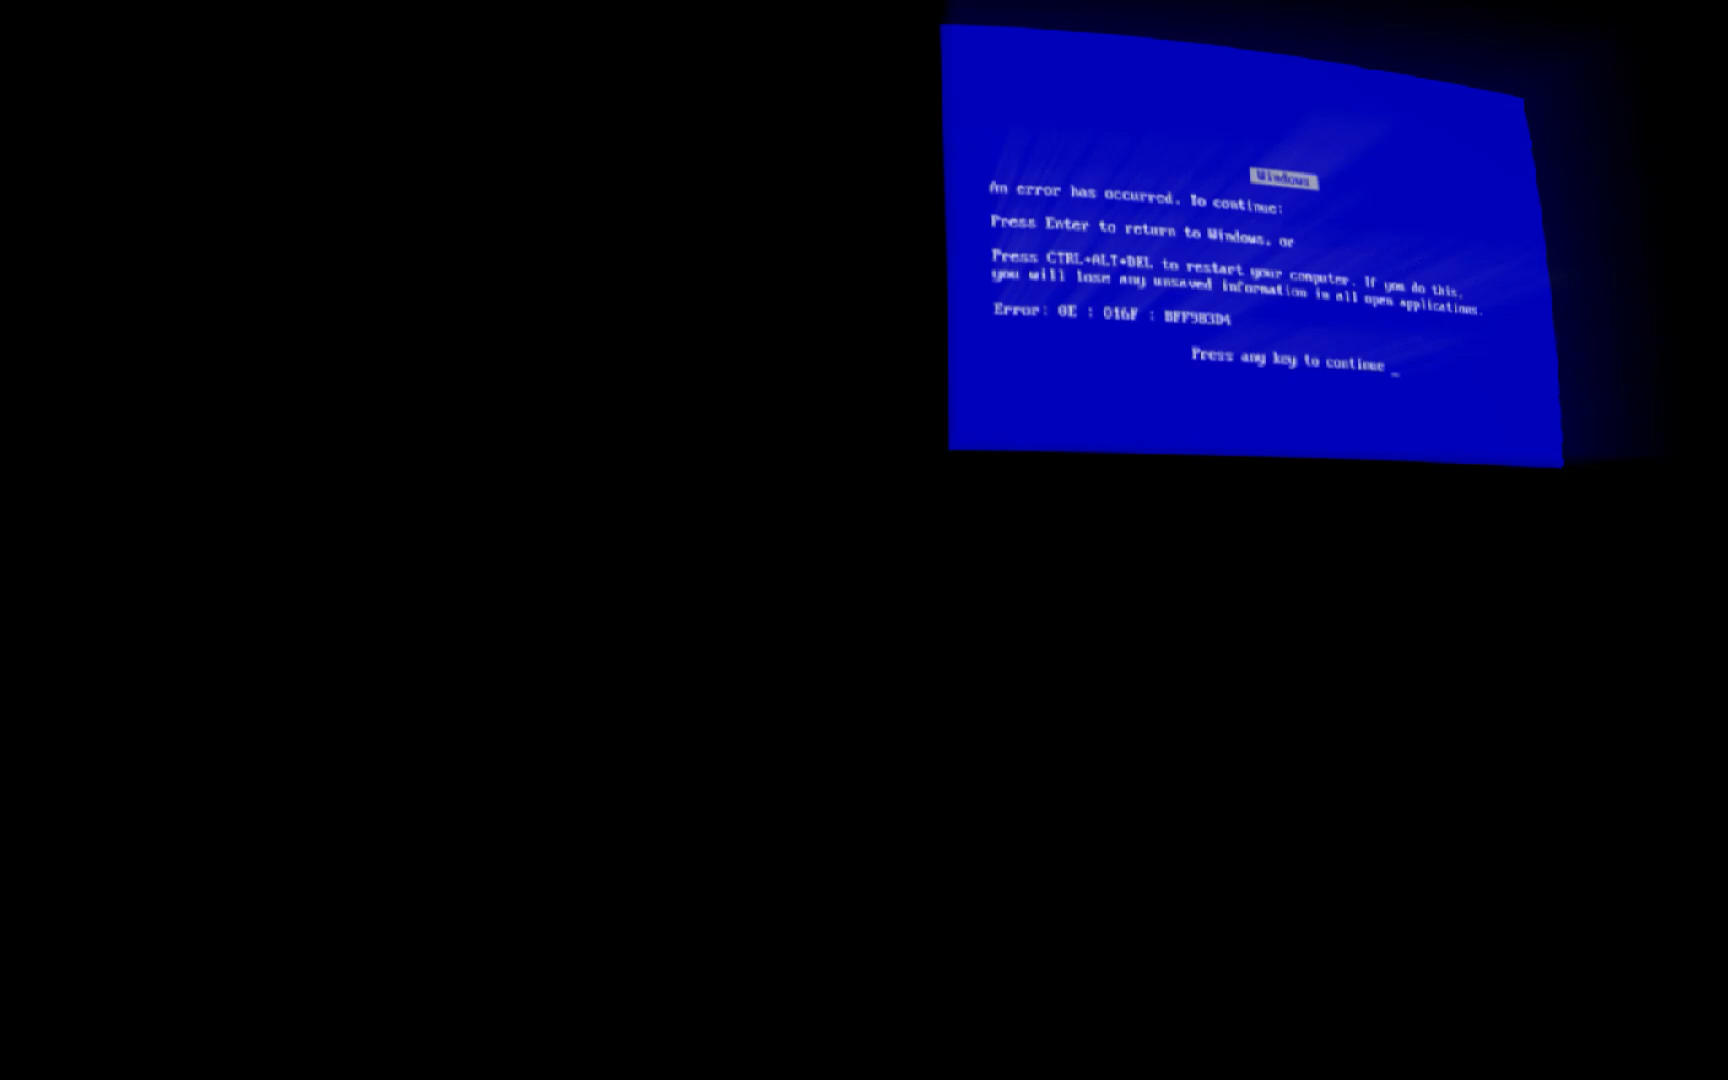 Windows
An error has occurred. To continue:
Press Enter to return to Windows, or
Press CTRL+ALT+DEL to restart your computer. If you do this,
you will lose any unsaved information in all open applications.
Error: 0E : 016F : BFF9B3D4
Press any key to continue _